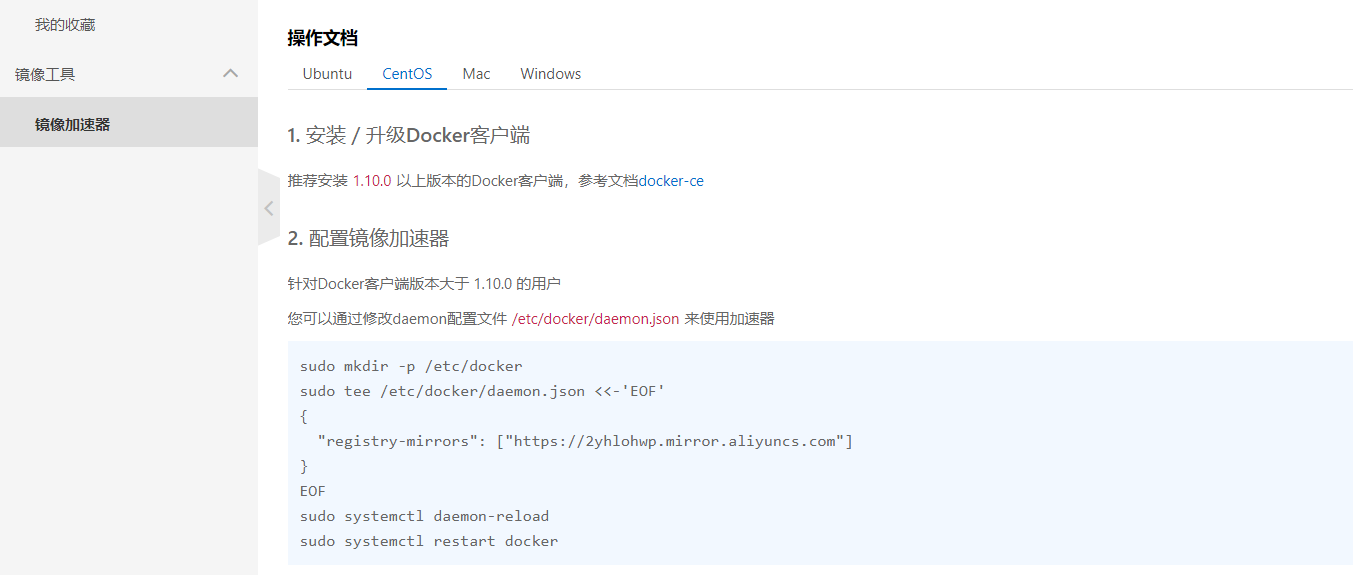 我的收藏
镜像工具
镜像加速器
操作文档
Ubuntu CentOS Mac Windows
1. 安装 / 升级Docker客户端
推荐安装 1.10.0 以上版本的Docker客户端，参考文档docker-ce
2. 配置镜像加速器
针对Docker客户端版本大于 1.10.0 的用户
您可以通过修改daemon配置文件 /etc/docker/daemon.json 来使用加速器
sudo mkdir -p /etc/docker
sudo tee /etc/docker/daemon.json <<-'EOF'
{
  "registry-mirrors": ["https://2yhlohwp.mirror.aliyuncs.com"]
}
EOF
sudo systemctl daemon-reload
sudo systemctl restart docker